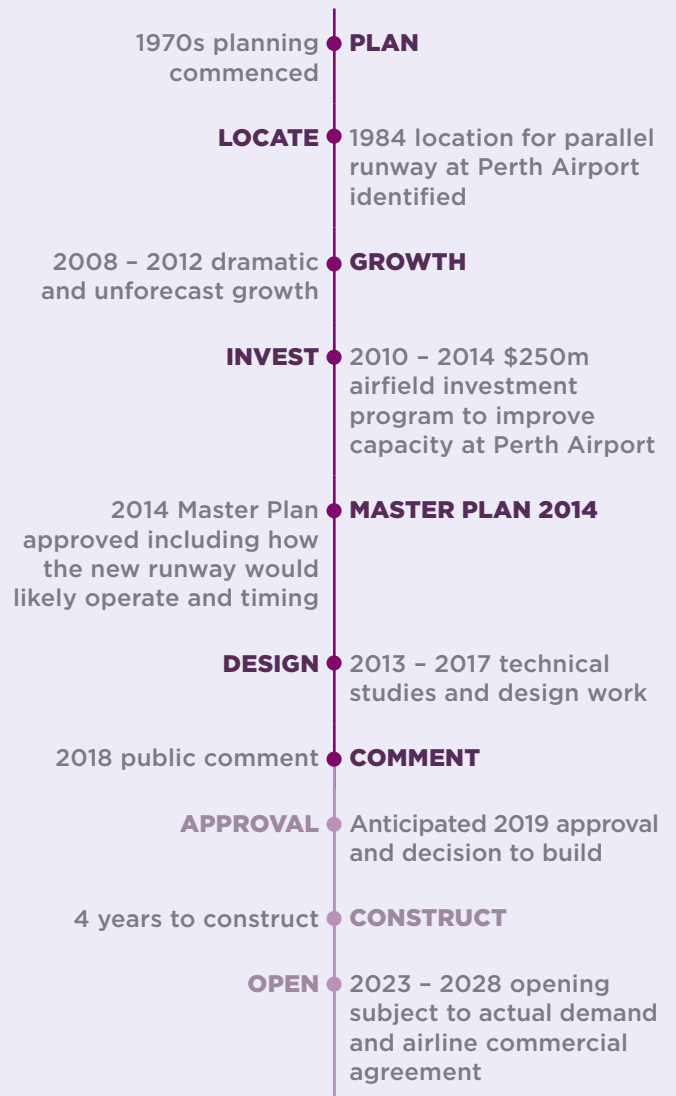 1970s planning
commenced
PLAN
LOCATE
1984 location for parallel
runway at Perth Airport
identified
2008 – 2012 dramatic
and unforecast growth
GROWTH
INVEST
2010 – 2014 $250m
airfield investment
program to improve
capacity at Perth Airport
2014 Master Plan
approved including how
the new runway would
likely operate and timing
MASTER PLAN 2014
DESIGN
2013 – 2017 technical
studies and design work
2018 public comment
COMMENT
APPROVAL
Anticipated 2019 approval
and decision to build
4 years to construct
CONSTRUCT
OPEN
2023 – 2028 opening
subject to actual demand
and airline commercial
agreement